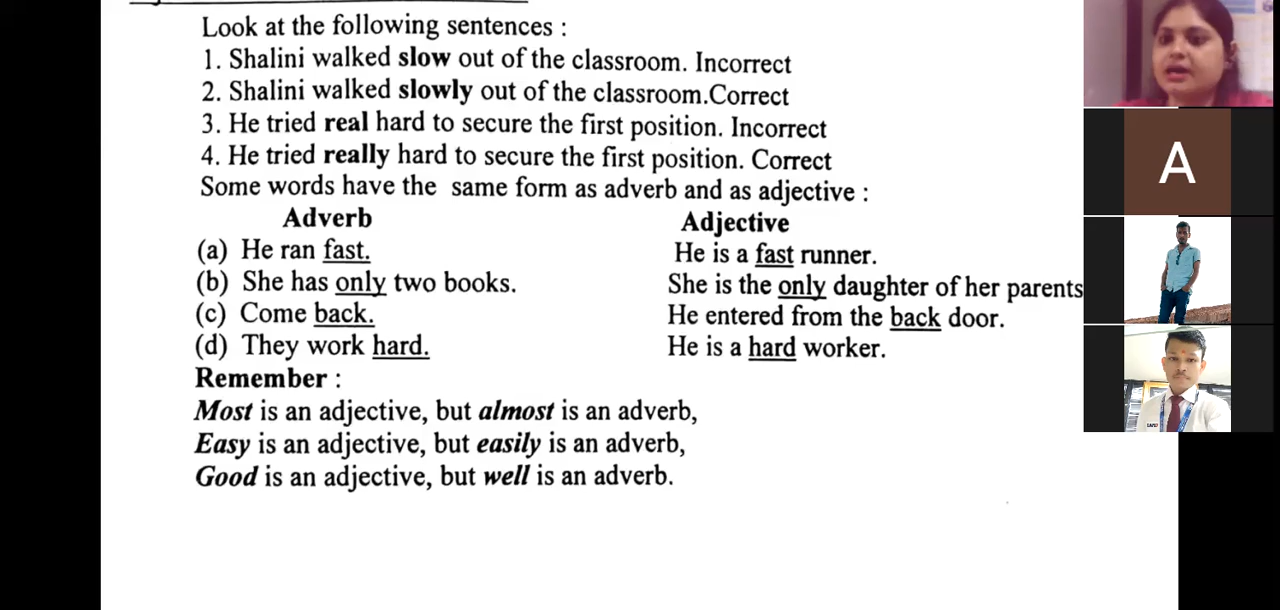 Look at the following sentences :
1. Shalini walked slow out of the classroom. Incorrect
2. Shalini walked slowly out of the classroom.Correct
3. He tried real hard to secure the first position. Incorrect
4. He tried really hard to secure the first position. Correct
Some words have the same form as adverb and as adjective :
Adverb Adjective
(a) He ran fast. He is a fast runner.
(b) She has only two books. She is the only daughter of her parents
(c) Come back. He entered from the back door.
(d) They work hard. He is a hard worker.
Remember :
Most is an adjective, but almost is an adverb,
Easy is an adjective, but easily is an adverb,
Good is an adjective, but well is an adverb.
A